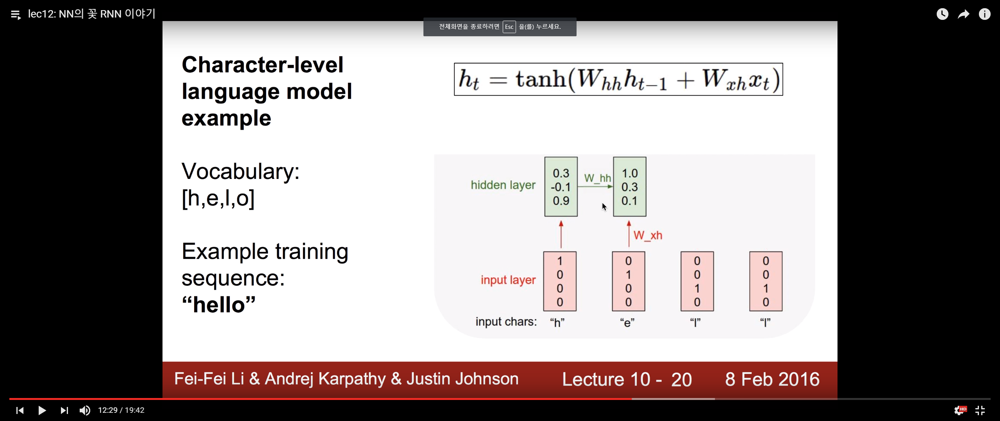 lec12: NN의 꽃 RNN 이야기
전체화면을 종료하려면 Esc 을(를) 누르세요.
Character-level
language model
example
h_t = tanh(W_hh h_{t-1} + W_xh x_t)
Vocabulary:
[h,e,l,o]
Example training
sequence:
“hello”
hidden layer
0.3
-0.1
0.9
W_hh
1.0
0.3
0.1
W_xh
input layer
1
0
0
0
0
1
0
0
0
0
1
0
0
0
1
0
input chars: “h” “e” “l” “l”
Fei-Fei Li & Andrej Karpathy & Justin Johnson Lecture 10 - 20 8 Feb 2016
12:29 / 19:42
HD